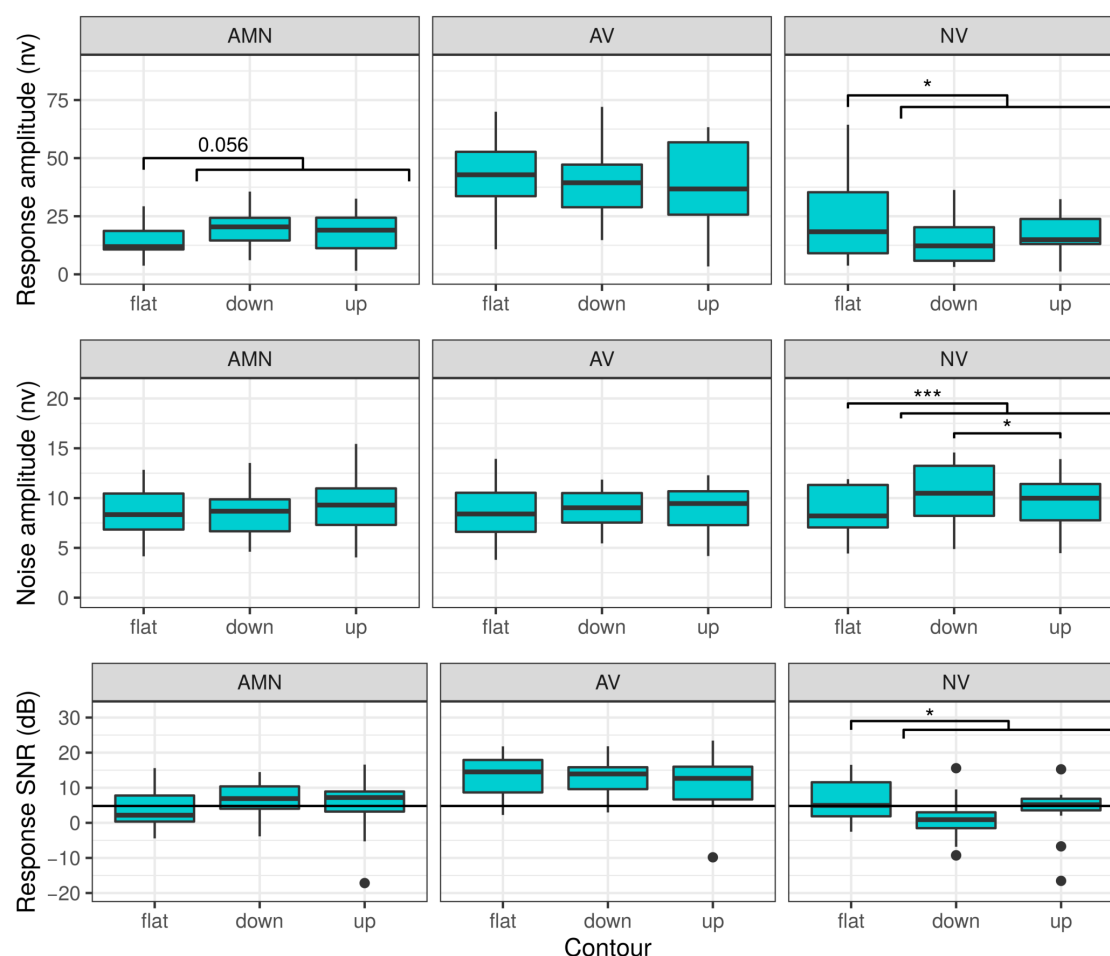 AMN AV NV
Response amplitude (nv)
75
50
25
0
0.056
*
flat down up flat down up flat down up
AMN AV NV
Noise amplitude (nv)
20
15
10
5
0
***
*
flat down up flat down up flat down up
AMN AV NV
Response SNR (dB)
30
20
10
0
−10
−20
*
flat down up flat down up flat down up
Contour